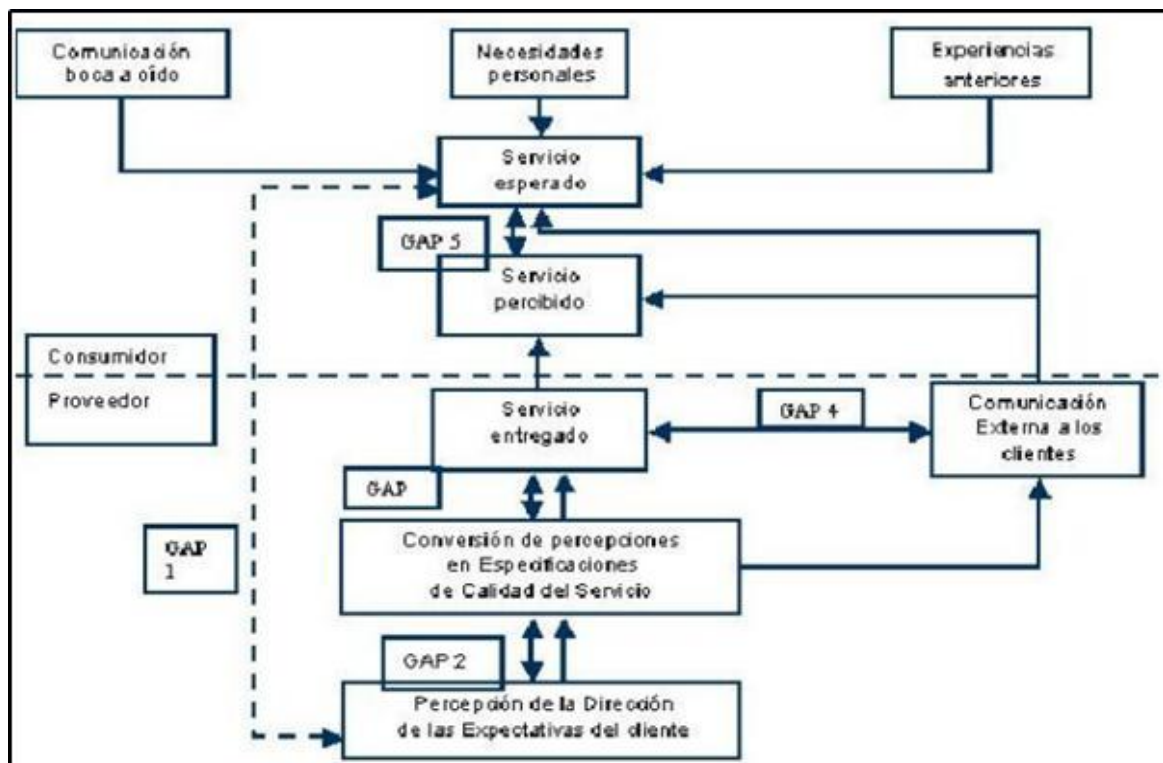 Comunicación
boca a oído
Necesidades
personales
Experiencias
anteriores
Servicio
esperado
GAP 5
Servicio
percibido
Consumidor
Proveedor
Servicio
entregado
GAP 4
Comunicación
Externa a los
clientes
GAP
Conversión de percepciones
en Especificaciones
de Calidad del Servicio
GAP
1
GAP 2
Percepción de la Dirección
de las Expectativas del cliente